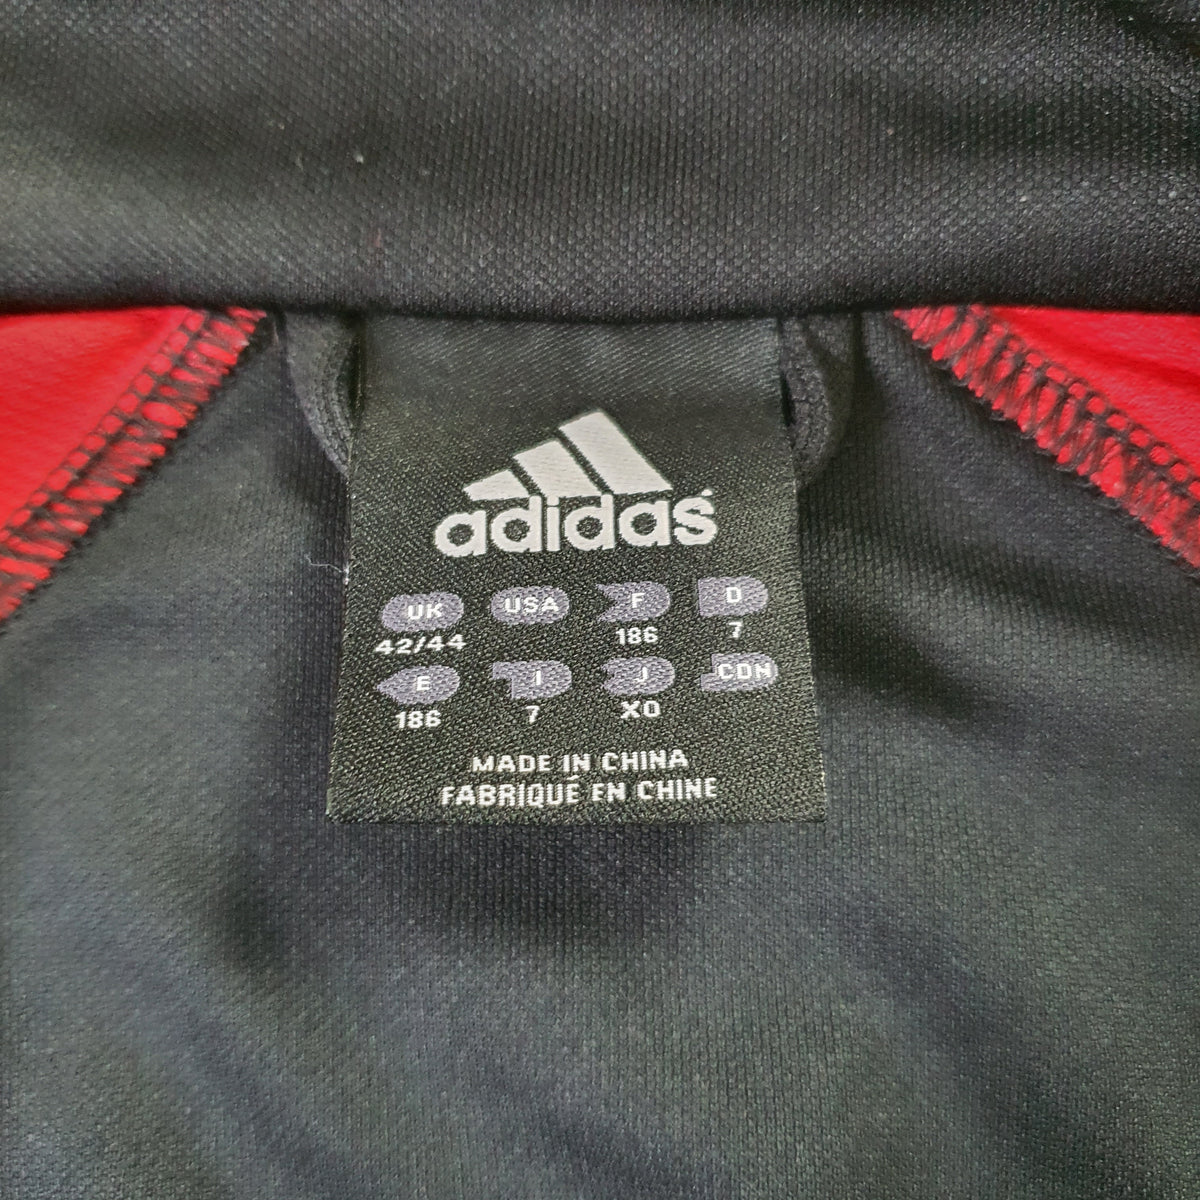 adidas
UK USA F D
42/44 186 7
E I J CDN
186 7 XO
MADE IN CHINA
FABRIQUÉ EN CHINE